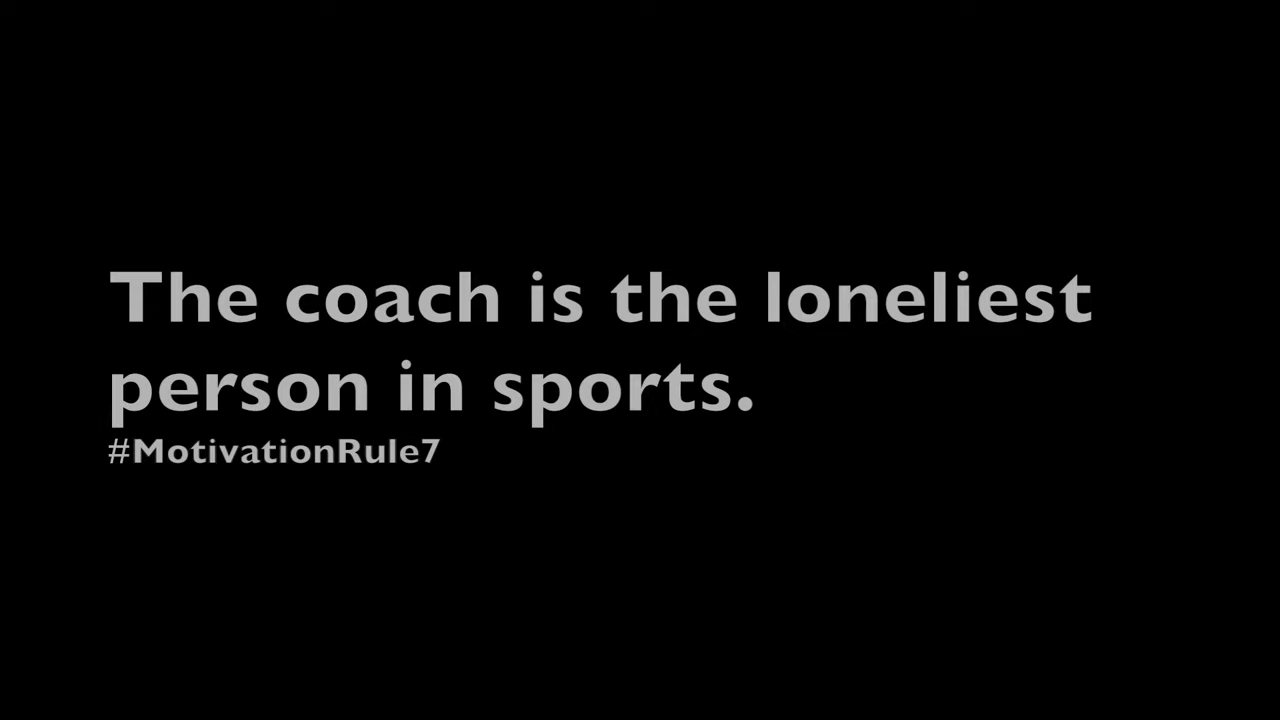 The coach is the loneliest
person in sports.
#MotivationRule7